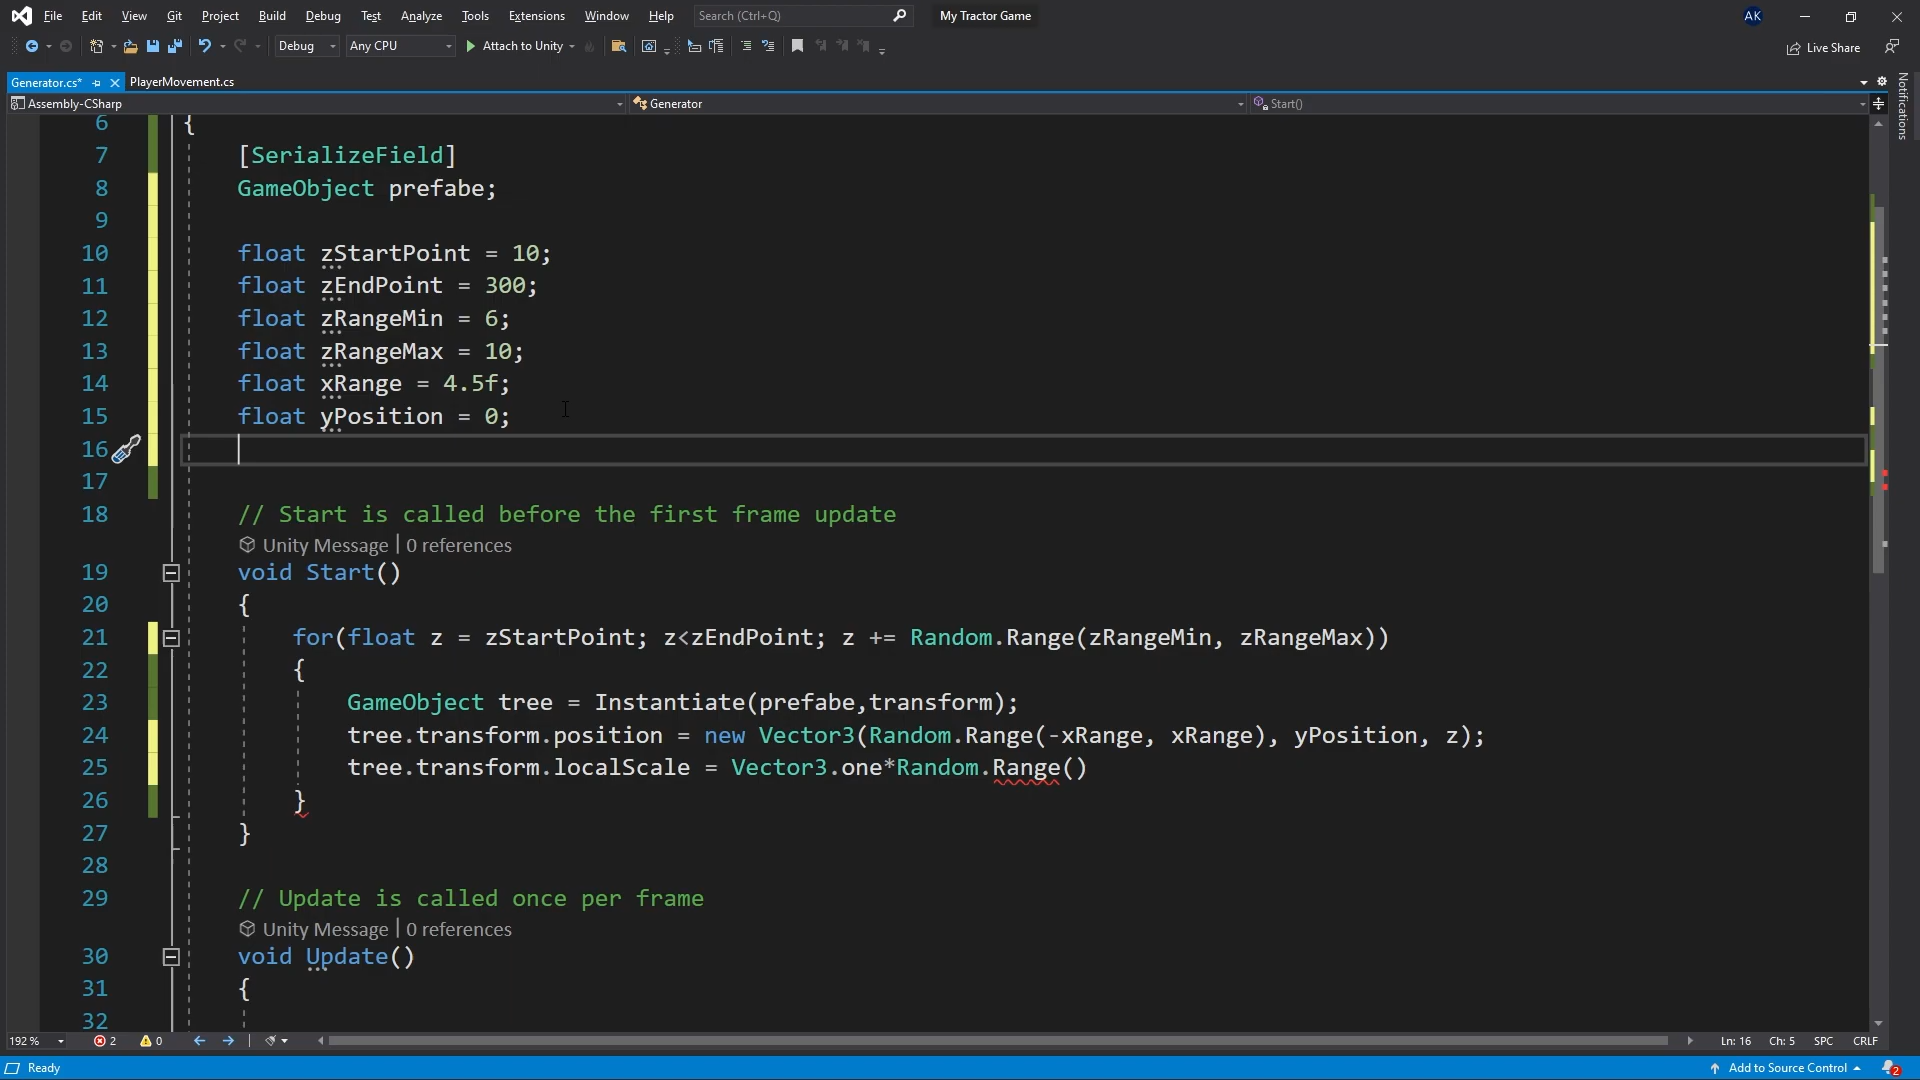 File Edit View Git Project Build Debug Test Analyze Tools Extensions Window Help Search (Ctrl+Q) My Tractor Game AK
Debug Any CPU Attach to Unity Live Share
Generator.cs* PlayerMovement.cs
Assembly-CSharp Generator Start()
Notifications
6 {
7 [SerializeField]
8 GameObject prefabe;
9
10 float zStartPoint = 10;
11 float zEndPoint = 300;
12 float zRangeMin = 6;
13 float zRangeMax = 10;
14 float xRange = 4.5f;
15 float yPosition = 0;
16
17
18 // Start is called before the first frame update
Unity Message | 0 references
19 void Start()
20 {
21 for(float z = zStartPoint; z<zEndPoint; z += Random.Range(zRangeMin, zRangeMax))
22 {
23 GameObject tree = Instantiate(prefabe,transform);
24 tree.transform.position = new Vector3(Random.Range(-xRange, xRange), yPosition, z);
25 tree.transform.localScale = Vector3.one*Random.Range()
26 }
27 }
28
29 // Update is called once per frame
Unity Message | 0 references
30 void Update()
31 {
32
192 % 2 0 Ln: 16 Ch: 5 SPC CRLF
Ready Add to Source Control 2